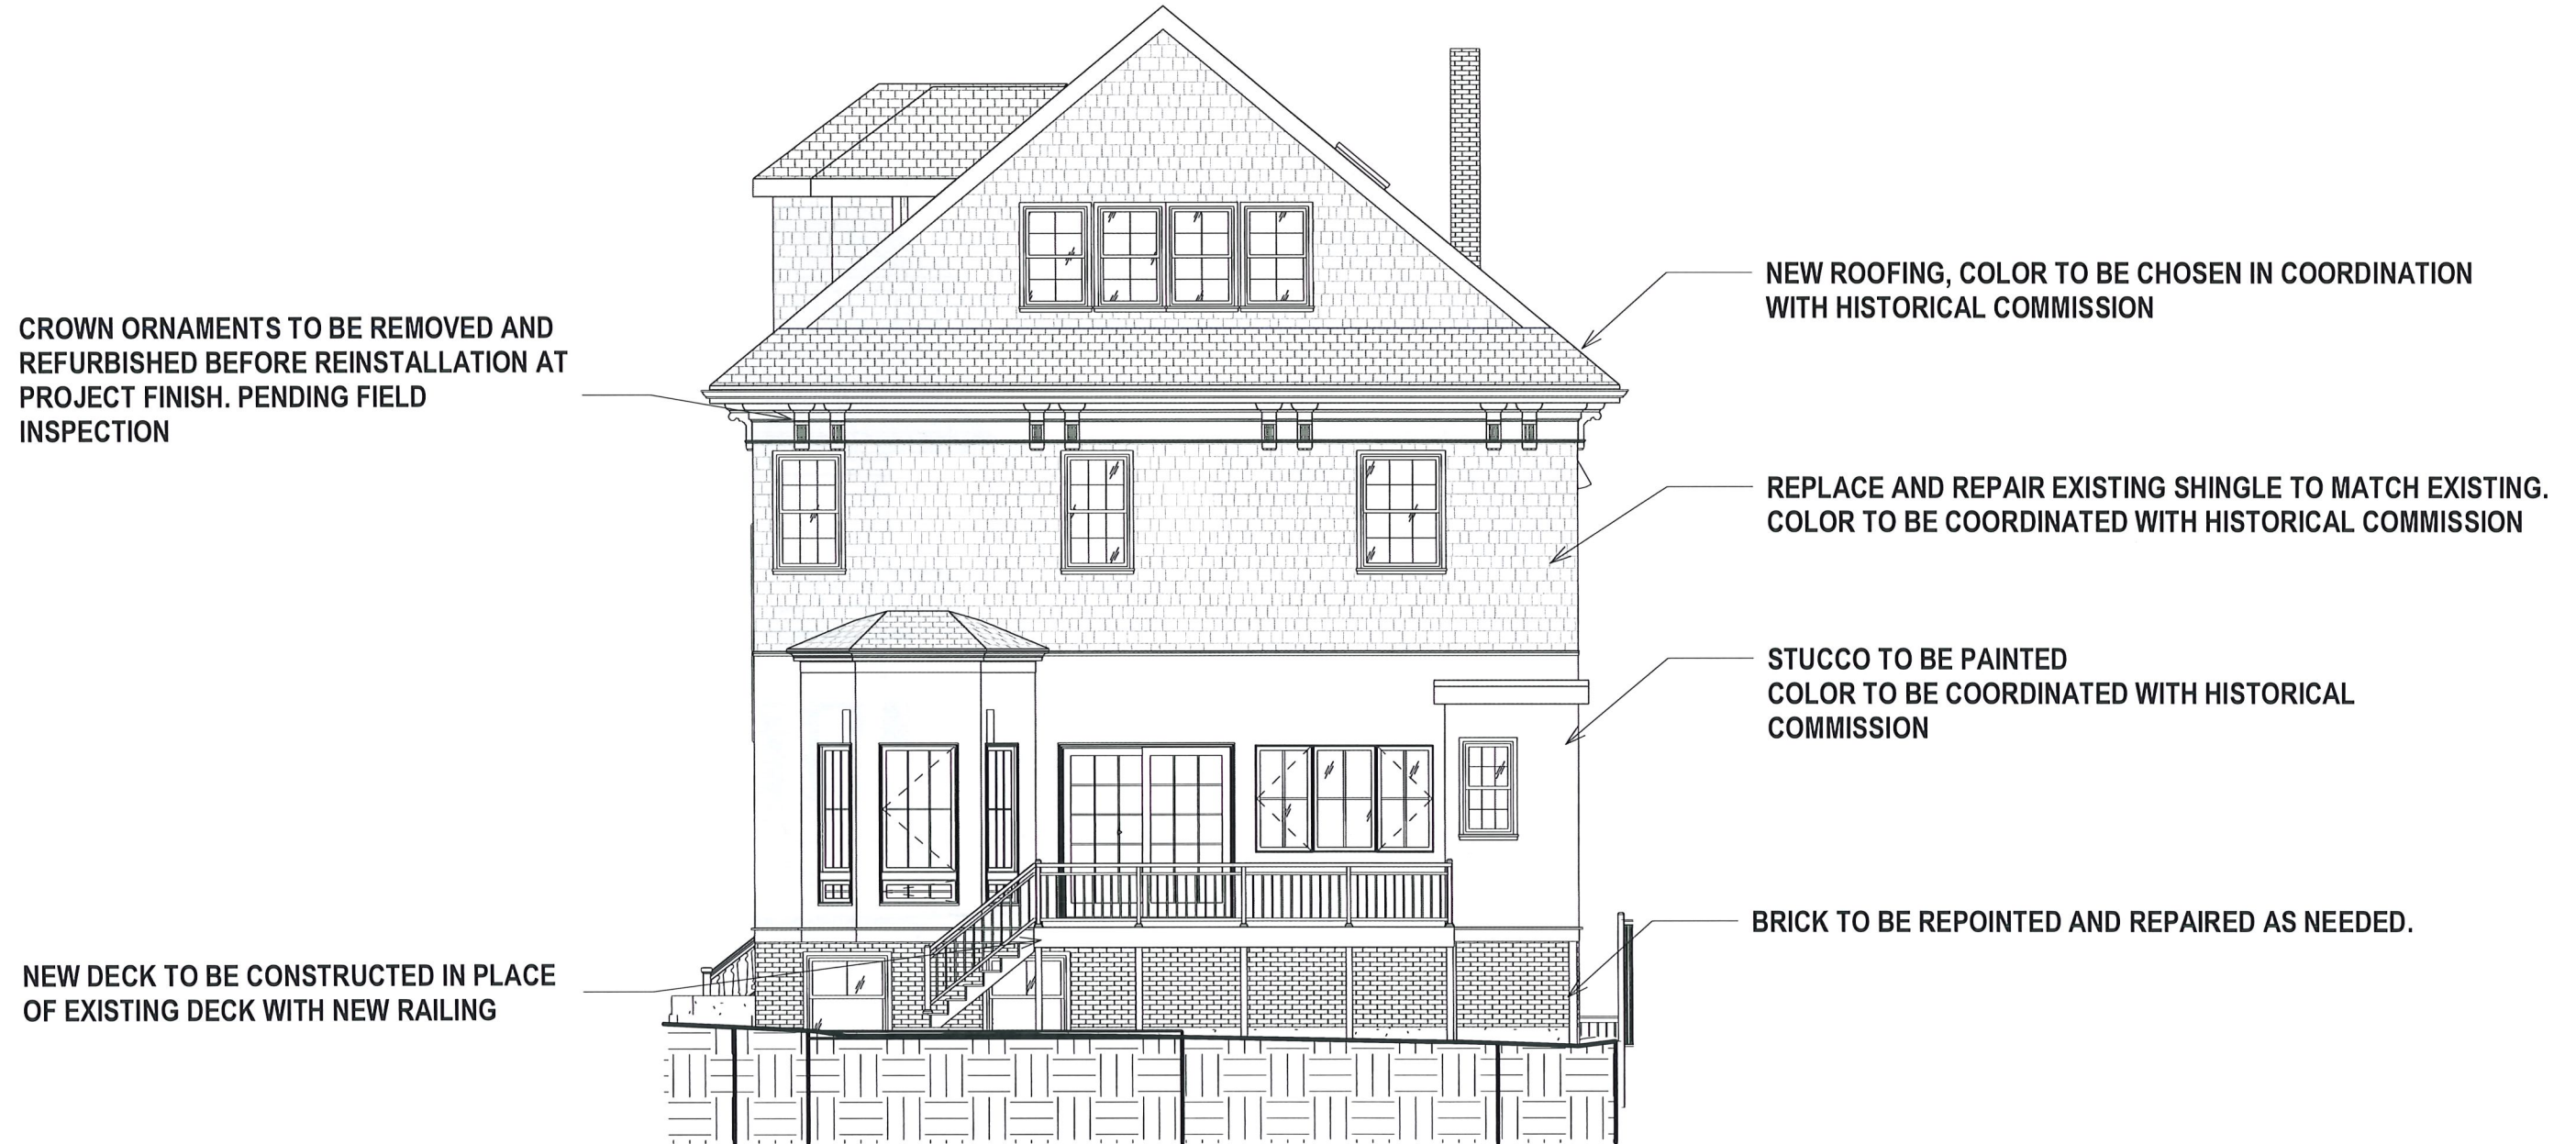 CROWN ORNAMENTS TO BE REMOVED AND
REFURBISHED BEFORE REINSTALLATION AT
PROJECT FINISH. PENDING FIELD
INSPECTION
NEW DECK TO BE CONSTRUCTED IN PLACE
OF EXISTING DECK WITH NEW RAILING
NEW ROOFING, COLOR TO BE CHOSEN IN COORDINATION
WITH HISTORICAL COMMISSION
REPLACE AND REPAIR EXISTING SHINGLE TO MATCH EXISTING.
COLOR TO BE COORDINATED WITH HISTORICAL COMMISSION
STUCCO TO BE PAINTED
COLOR TO BE COORDINATED WITH HISTORICAL
COMMISSION
BRICK TO BE REPOINTED AND REPAIRED AS NEEDED.